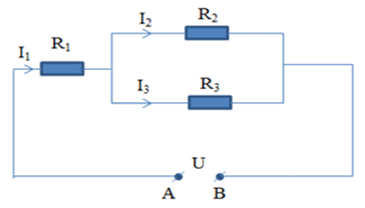 I₂ R₂
I₁ R₁
I₃ R₃
U
A B